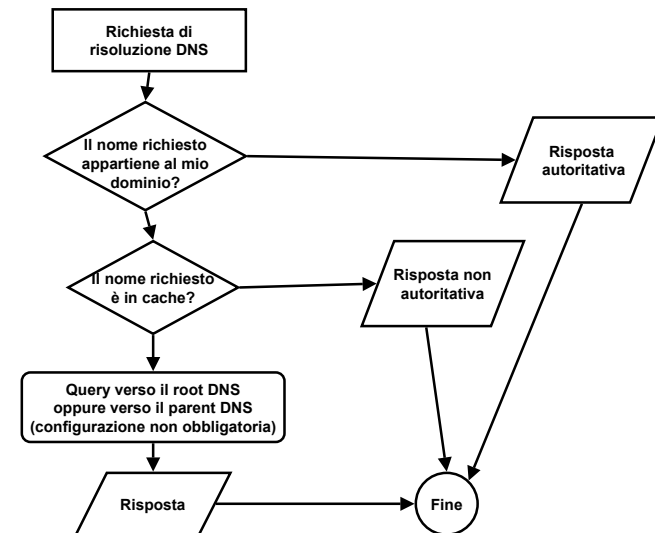 Richiesta di
risoluzione DNS
Il nome richiesto
appartiene al mio
dominio?
Risposta
autoritativa
Il nome richiesto
è in cache?
Risposta non
autoritativa
Query verso il root DNS
oppure verso il parent DNS
(configurazione non obbligatoria)
Risposta
Fine